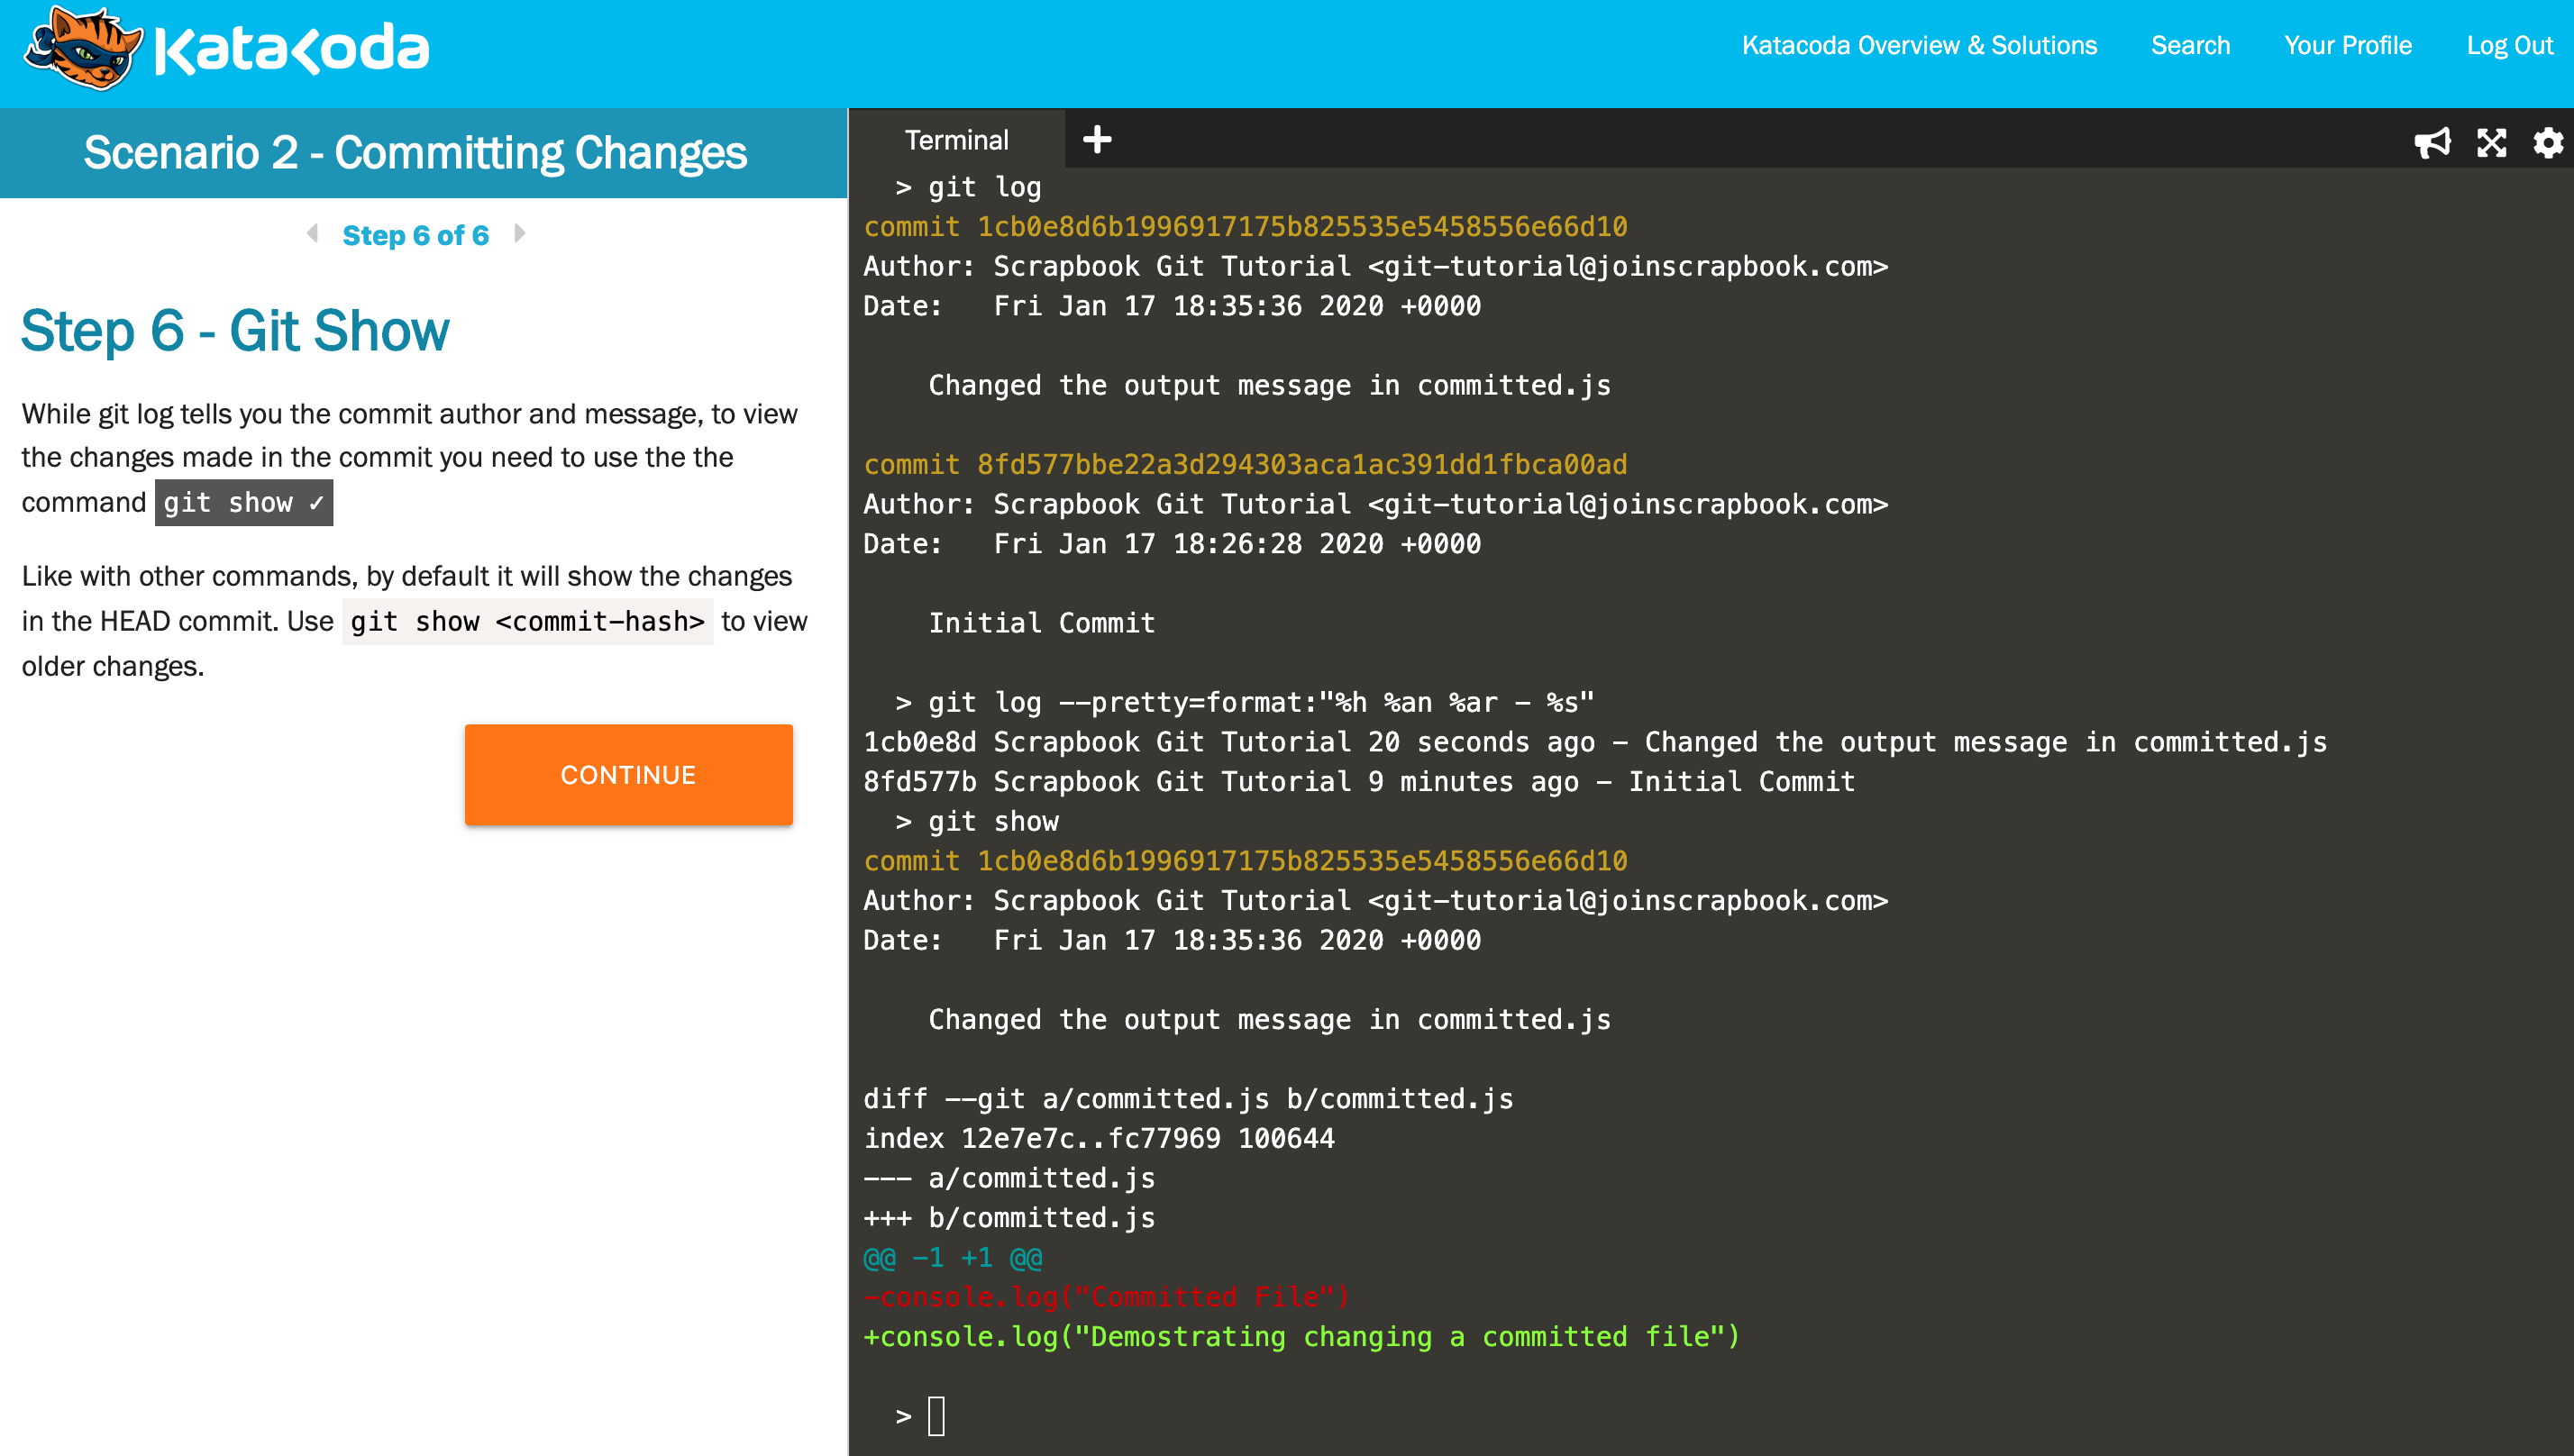 KataKoda
Katacoda Overview & Solutions Search Your Profile Log Out
Scenario 2 - Committing Changes
Step 6 of 6
Step 6 - Git Show
While git log tells you the commit author and message, to view
the changes made in the commit you need to use the the
command git show ✓
Like with other commands, by default it will show the changes
in the HEAD commit. Use git show <commit-hash> to view
older changes.
CONTINUE
Terminal
> git log
commit 1cb0e8d6b1996917175b825535e5458556e66d10
Author: Scrapbook Git Tutorial <git-tutorial@joinscrapbook.com>
Date:   Fri Jan 17 18:35:36 2020 +0000
Changed the output message in committed.js
commit 8fd577bbe22a3d294303aca1ac391dd1fbca00ad
Author: Scrapbook Git Tutorial <git-tutorial@joinscrapbook.com>
Date:   Fri Jan 17 18:26:28 2020 +0000
Initial Commit
> git log --pretty=format:"%h %an %ar - %s"
1cb0e8d Scrapbook Git Tutorial 20 seconds ago - Changed the output message in committed.js
8fd577b Scrapbook Git Tutorial 9 minutes ago - Initial Commit
> git show
commit 1cb0e8d6b1996917175b825535e5458556e66d10
Author: Scrapbook Git Tutorial <git-tutorial@joinscrapbook.com>
Date:   Fri Jan 17 18:35:36 2020 +0000
Changed the output message in committed.js
diff --git a/committed.js b/committed.js
index 12e7e7c..fc77969 100644
--- a/committed.js
+++ b/committed.js
@@ -1 +1 @@
-console.log("Committed File")
+console.log("Demostrating changing a committed file")
>